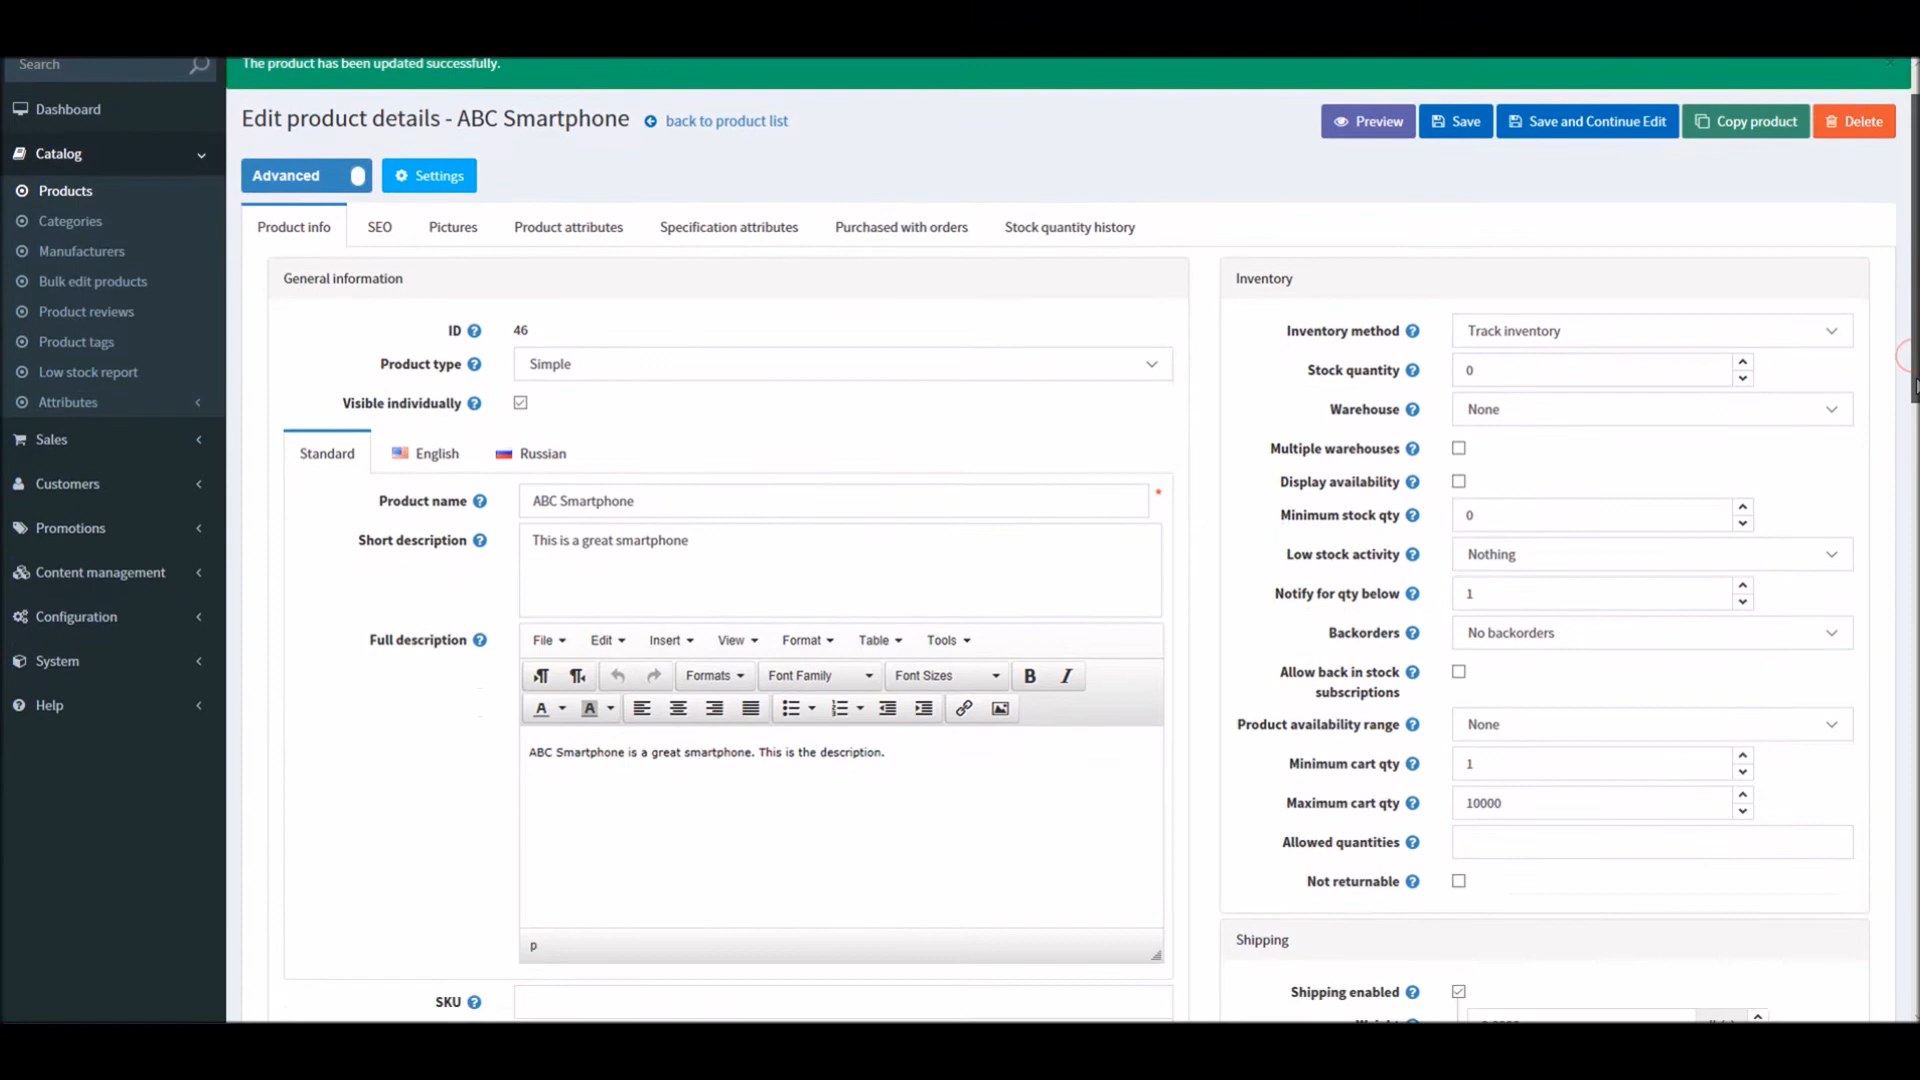 Search
The product has been updated successfully.
Dashboard
Catalog
Products
Categories
Manufacturers
Bulk edit products
Product reviews
Product tags
Low stock report
Attributes
Sales
Customers
Promotions
Content management
Configuration
System
Help
Edit product details - ABC Smartphone
back to product list
Preview
Save
Save and Continue Edit
Copy product
Delete
Advanced
Settings
Product info
SEO
Pictures
Product attributes
Specification attributes
Purchased with orders
Stock quantity history
General information
ID ? 46
Product type ? Simple
Visible individually ?
Standard
English
Russian
Product name ? ABC Smartphone *
Short description ? This is a great smartphone
Full description ?
File Edit Insert View Format Table Tools
Formats Font Family Font Sizes B I
A A
ABC Smartphone is a great smartphone. This is the description.
p
SKU ?
Inventory
Inventory method ? Track inventory
Stock quantity ? 0
Warehouse ? None
Multiple warehouses ?
Display availability ?
Minimum stock qty ? 0
Low stock activity ? Nothing
Notify for qty below ? 1
Backorders ? No backorders
Allow back in stock ?
subscriptions
Product availability range ? None
Minimum cart qty ? 1
Maximum cart qty ? 10000
Allowed quantities ?
Not returnable ?
Shipping
Shipping enabled ?